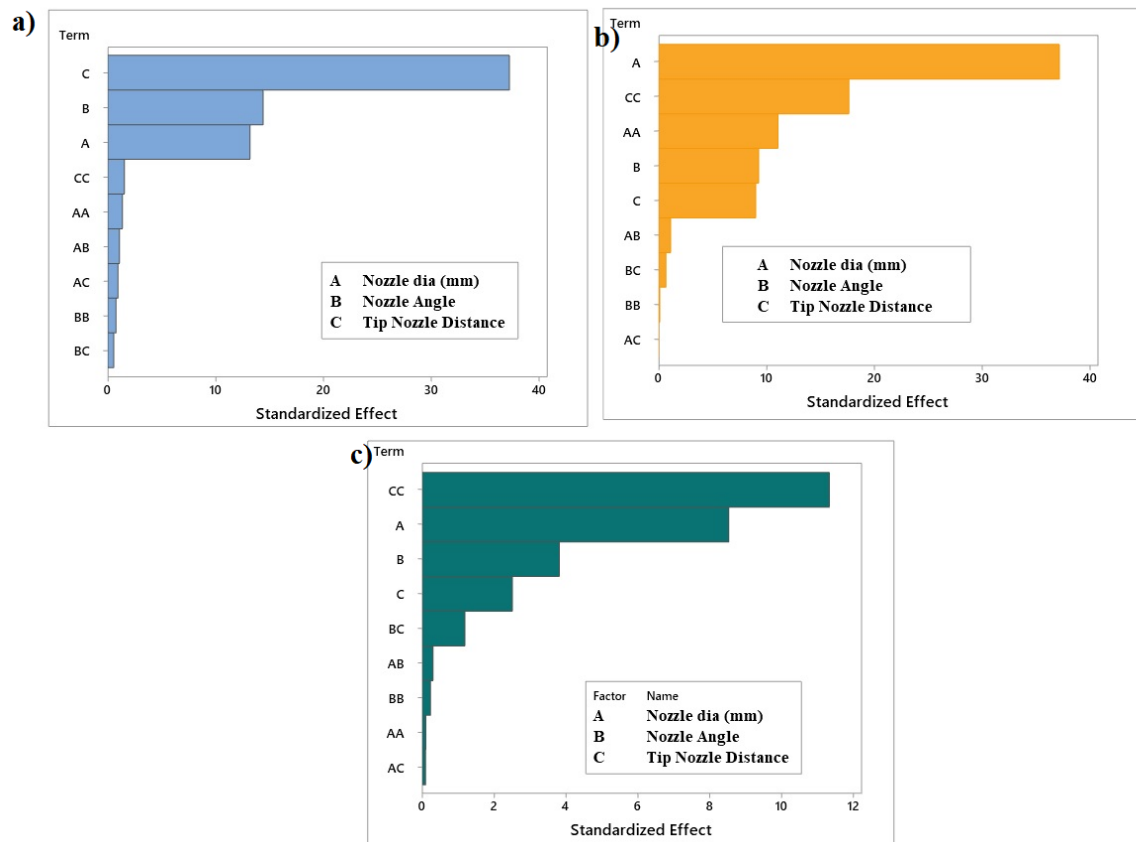 a)
Term
C
B
A
CC
AA
AB
AC
BB
BC
A Nozzle dia (mm)
B Nozzle Angle
C Tip Nozzle Distance
0 10 20 30 40
Standardized Effect
b)
Term
A
CC
AA
B
C
AB
BC
BB
AC
A Nozzle dia (mm)
B Nozzle Angle
C Tip Nozzle Distance
0 10 20 30 40
Standardized Effect
c)
Term
CC
A
B
C
BC
AB
BB
AA
AC
Factor Name
A Nozzle dia (mm)
B Nozzle Angle
C Tip Nozzle Distance
0 2 4 6 8 10 12
Standardized Effect